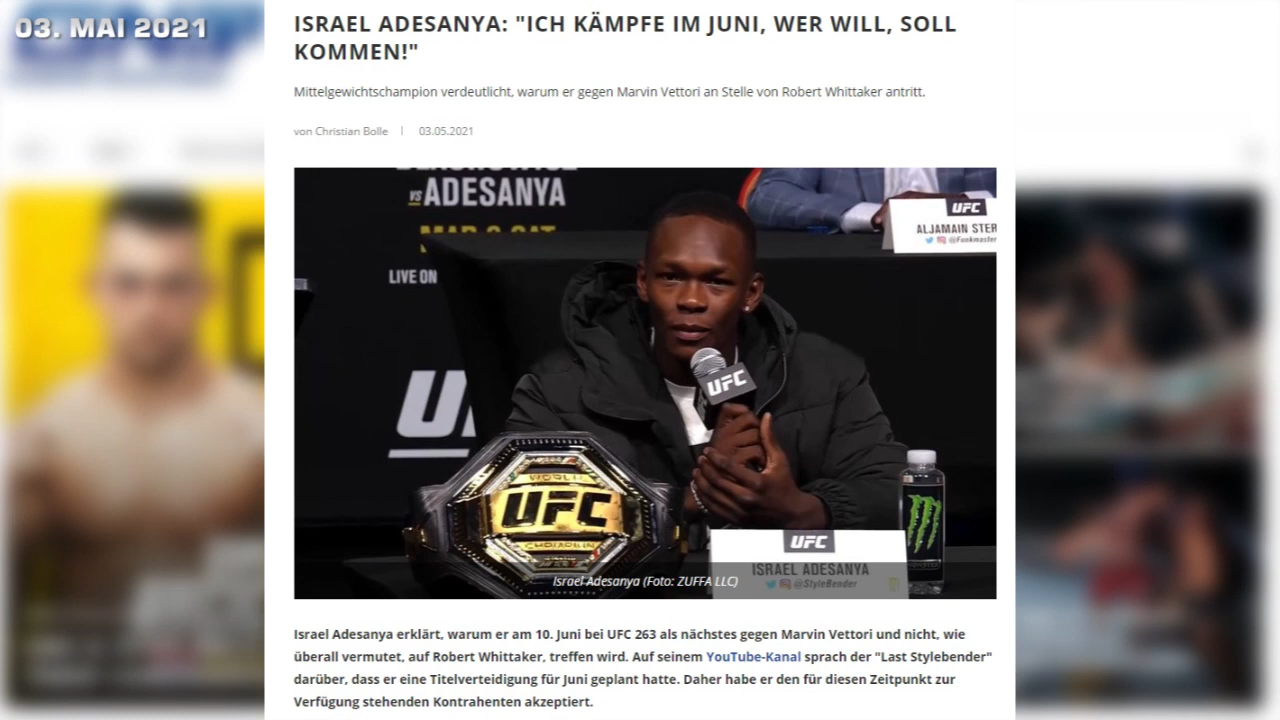 03. MAI 2021
ISRAEL ADESANYA: "ICH KÄMPFE IM JUNI, WER WILL, SOLL
KOMMEN!"
Mittelgewichtschampion verdeutlicht, warum er gegen Marvin Vettori an Stelle von Robert Whittaker antritt.
von Christian Bolle | 03.05.2021
VS ADESANYA
LIVE ON
UFC
ALJAMAIN STER
@Funkmaster
UFC
WORLD
UFC
CHAMPION
UFC
ISRAEL ADESANYA
@StyleBender
Israel Adesanya (Foto: ZUFFA LLC)
Israel Adesanya erklärt, warum er am 10. Juni bei UFC 263 als nächstes gegen Marvin Vettori und nicht, wie
überall vermutet, auf Robert Whittaker, treffen wird. Auf seinem YouTube-Kanal sprach der "Last Stylebender"
darüber, dass er eine Titelverteidigung für Juni geplant hatte. Daher habe er den für diesen Zeitpunkt zur
Verfügung stehenden Kontrahenten akzeptiert.